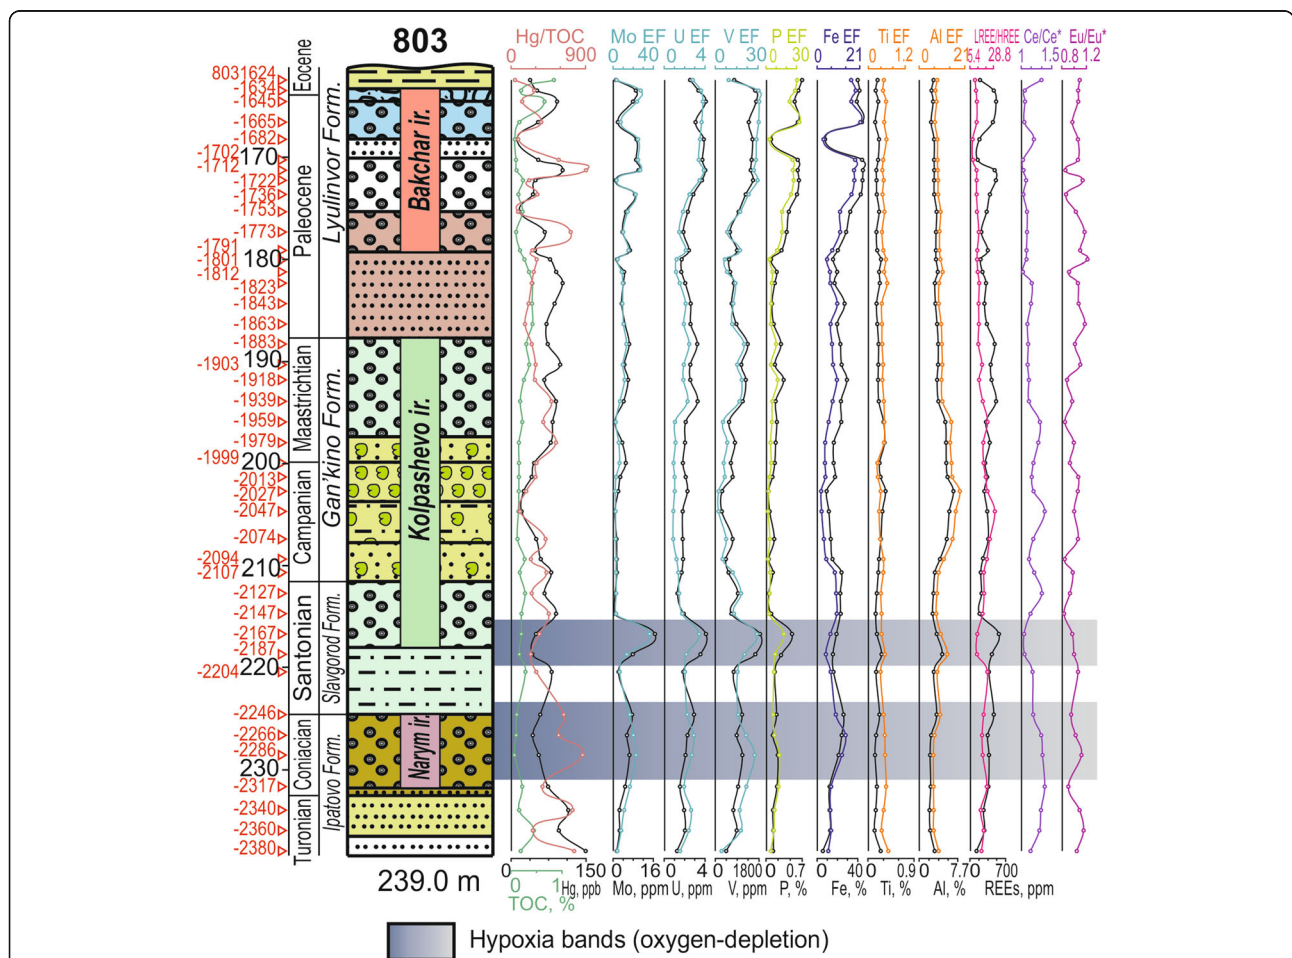 803
Hg/TOC Mo EF U EF V EF P EF Fe EF Ti EF Al EF LREE/HREE Ce/Ce* Eu/Eu*
0 900 0 40 0 4 0 30 0 30 0 21 0 1.2 0 21 5.4 28.8 1 1.5 0.8 1.2
Eocene
Paleocene
Maastrichtian
Campanian
Santonian
Coniacian
Turonian
Lyulinvor Form.
Gan'kino Form.
Slavgorod Form.
Ipatovo Form.
Bakchar ir.
Kolpashevo ir.
Narym ir.
8031624
-1634
-1645
-1665
-1682
-1702
170
-1712
-1722
-1736
-1753
-1773
-1791
180
-1801
-1812
-1823
-1843
-1863
-1883
190
-1903
-1918
-1939
-1959
-1979
-1999
200
-2013
-2027
-2047
-2074
-2094
210
-2107
-2127
-2147
-2167
-2187
-2204
220
-2246
-2266
-2286
230
-2317
-2340
-2360
-2380
239.0 m
0 150 0 16 0 4 0 1800 0 0.7 0 40 0 0.9 0 7.7 0 700
Hg, ppb Mo, ppm U, ppm V, ppm P, % Fe, % Ti, % Al, % REEs, ppm
0 1
TOC, %
Hypoxia bands (oxygen-depletion)